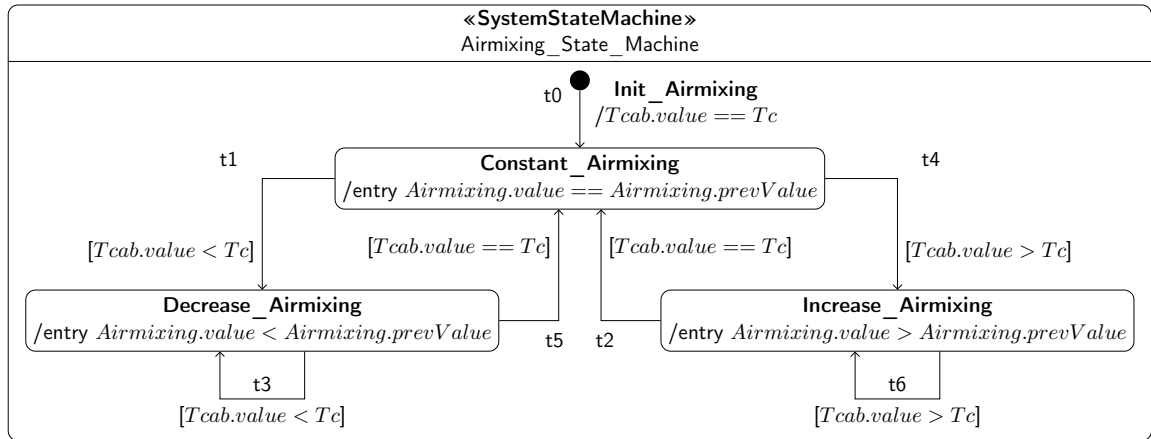 «SystemStateMachine»
Airmixing_State_Machine
t0
Init_Airmixing
/Tcab.value == Tc
t1
Constant_Airmixing
t4
/entry Airmixing.value == Airmixing.prevValue
[Tcab.value < Tc]
[Tcab.value == Tc]
[Tcab.value == Tc]
[Tcab.value > Tc]
Decrease_Airmixing
/entry Airmixing.value < Airmixing.prevValue
t5
t2
Increase_Airmixing
/entry Airmixing.value > Airmixing.prevValue
t3
[Tcab.value < Tc]
t6
[Tcab.value > Tc]